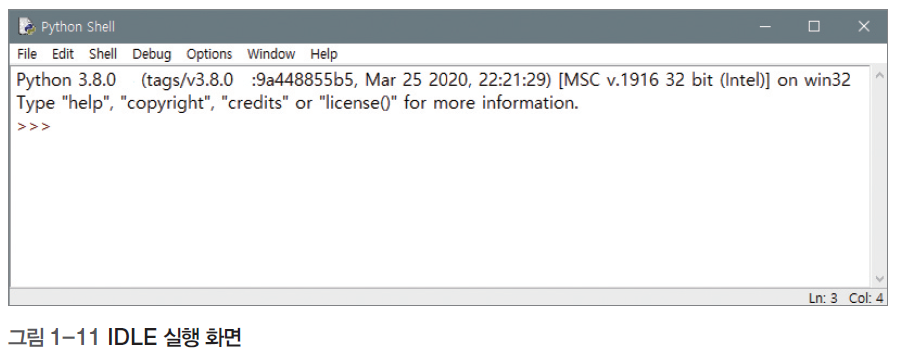 Python Shell
File Edit Shell Debug Options Window Help
Python 3.8.0 (tags/v3.8.0 :9a448855b5, Mar 25 2020, 22:21:29) [MSC v.1916 32 bit (Intel)] on win32
Type "help", "copyright", "credits" or "license()" for more information.
>>>
Ln: 3 Col: 4
그림 1-11 IDLE 실행 화면